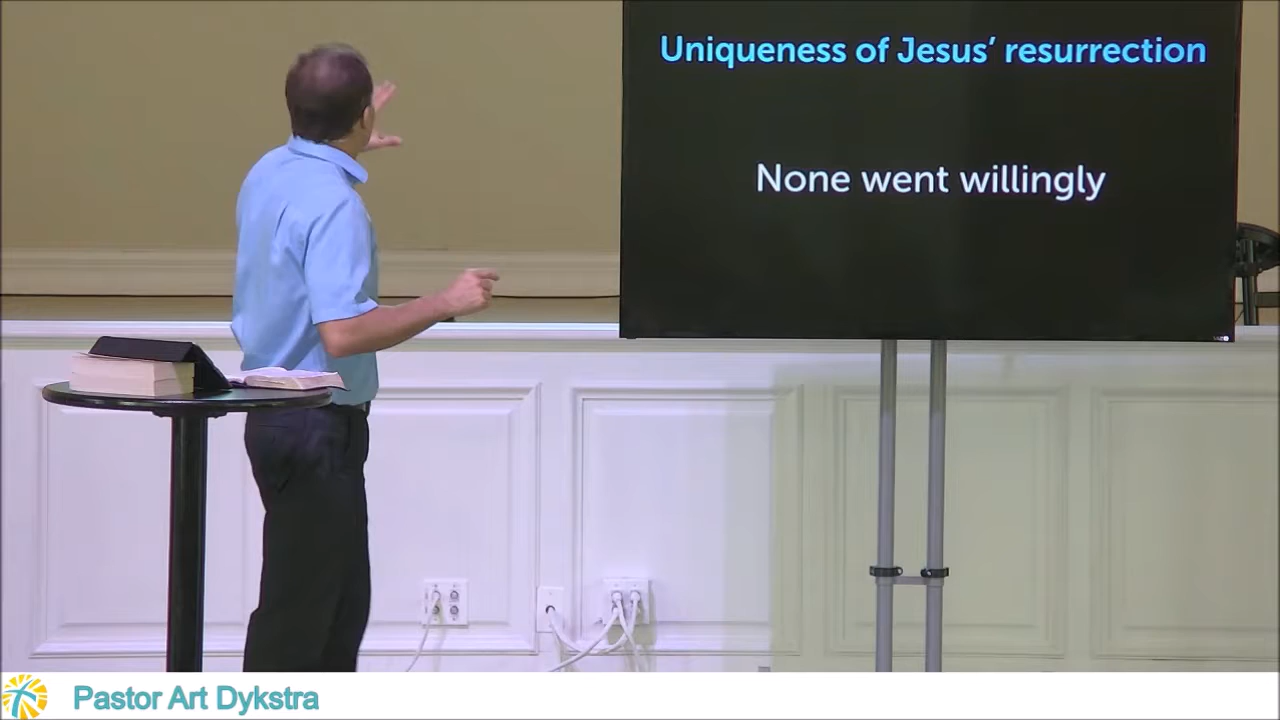 Uniqueness of Jesus’ resurrection
None went willingly
Pastor Art Dykstra